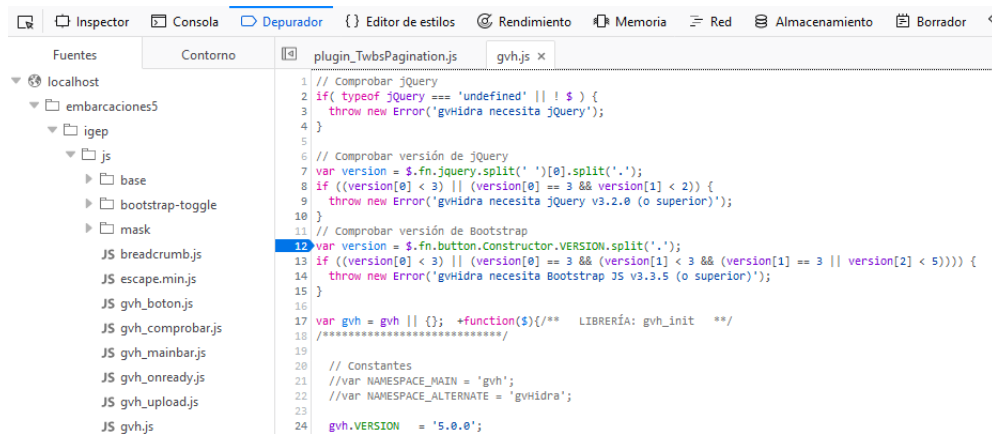 Inspector Consola Depurador {} Editor de estilos Rendimiento Memoria Red Almacenamiento Borrador
Fuentes Contorno plugin_TwbsPagination.js gvh.js ×
localhost
embarcaciones5
igep
js
base
bootstrap-toggle
mask
JS breadcrumb.js
JS escape.min.js
JS gvh_boton.js
JS gvh_comprobar.js
JS gvh_mainbar.js
JS gvh_onready.js
JS gvh_upload.js
JS gvh.js
1 // Comprobar jQuery
2 if( typeof jQuery === 'undefined' || ! $ ) {
3 throw new Error('gvHidra necesita jQuery');
4 }
5
6 // Comprobar versión de jQuery
7 var version = $.fn.jquery.split(' ')[0].split('.');
8 if ((version[0] < 3) || (version[0] == 3 && version[1] < 2)) {
9 throw new Error('gvHidra necesita jQuery v3.2.0 (o superior)');
10 }
11 // Comprobar versión de Bootstrap
12 var version = $.fn.button.Constructor.VERSION.split('.');
13 if ((version[0] < 3) || (version[0] == 3 && (version[1] < 3 && (version[1] == 3 || version[2] < 5)))) {
14 throw new Error('gvHidra necesita Bootstrap JS v3.3.5 (o superior)');
15 }
16
17 var gvh = gvh || {}; +function($){/** LIBRERÍA: gvh_init **/
18 /****************************/
19
20 // Constantes
21 //var NAMESPACE_MAIN = 'gvh';
22 //var NAMESPACE_ALTERNATE = 'gvHidra';
23
24 gvh.VERSION = '5.0.0';